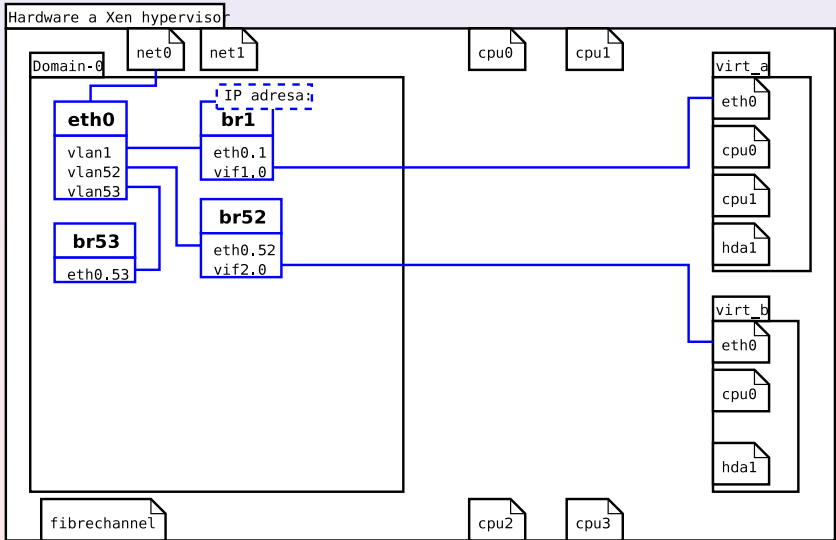 Hardware a Xen hypervisor
net0
net1
cpu0
cpu1
Domain-0
virt_a
IP adresa:
eth0
vlan1
vlan52
vlan53
br1
eth0.1
vif1.0
br52
eth0.52
vif2.0
br53
eth0.53
eth0
cpu0
cpu1
hda1
virt_b
eth0
cpu0
hda1
fibrechannel
cpu2
cpu3